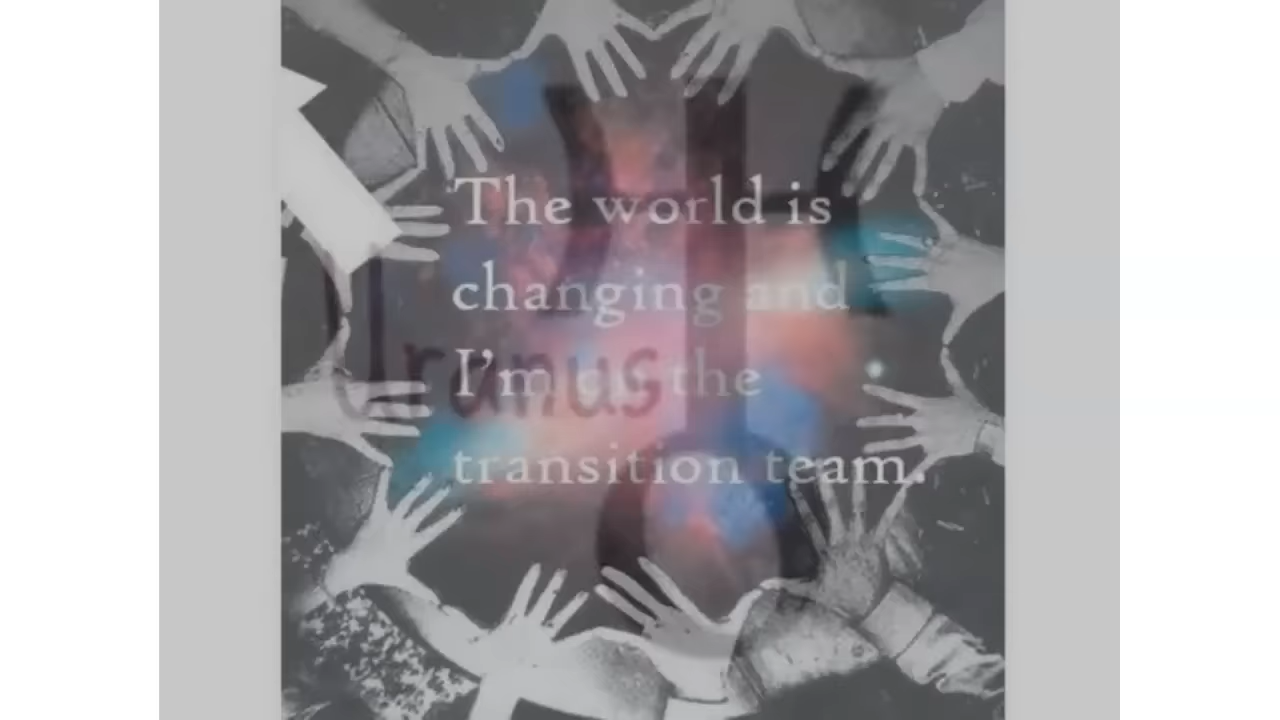 The world is
changing and
I'm on the
transition team.
Uranus